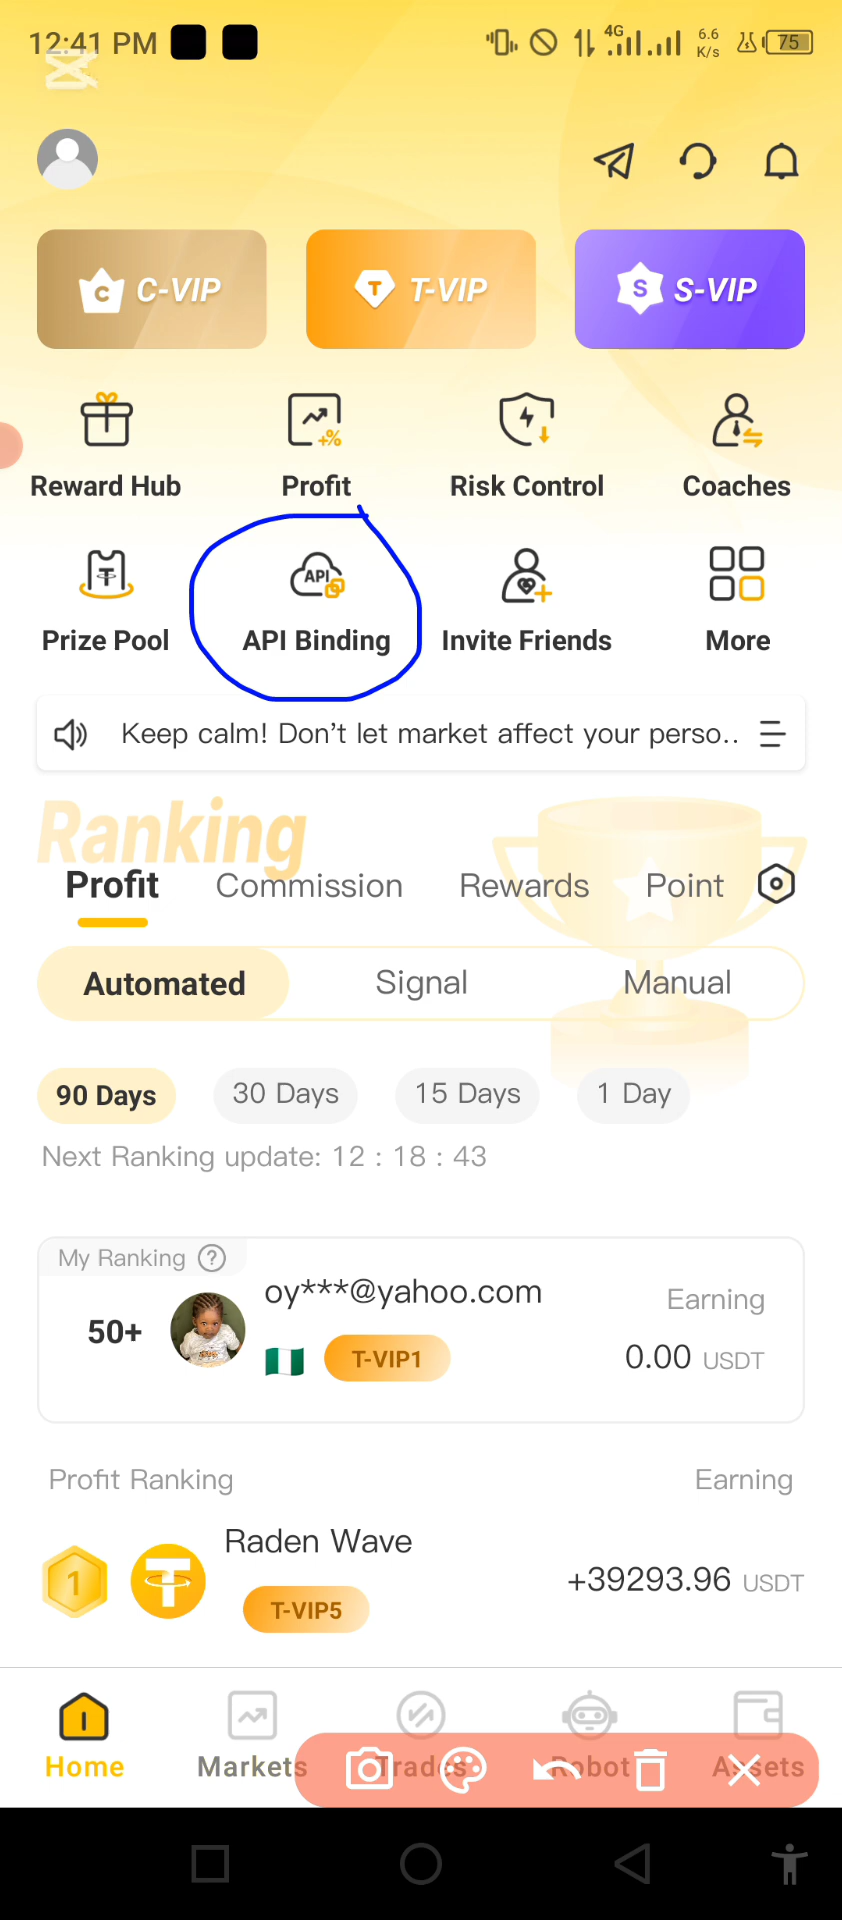 12:41 PM 4G 6.6 K/s 75
C C-VIP T T-VIP S S-VIP
+%
Reward Hub Profit Risk Control Coaches
T API
Prize Pool API Binding Invite Friends More
Keep calm! Don't let market affect your perso..
Ranking
Profit Commission Rewards Point
Automated Signal Manual
90 Days 30 Days 15 Days 1 Day
Next Ranking update: 12 : 18 : 43
My Ranking ?
oy***@yahoo.com Earning
50+
T-VIP1 0.00 USDT
Profit Ranking Earning
Raden Wave
1 +39293.96 USDT
T-VIP5
Home Markets Trades Robot Assets